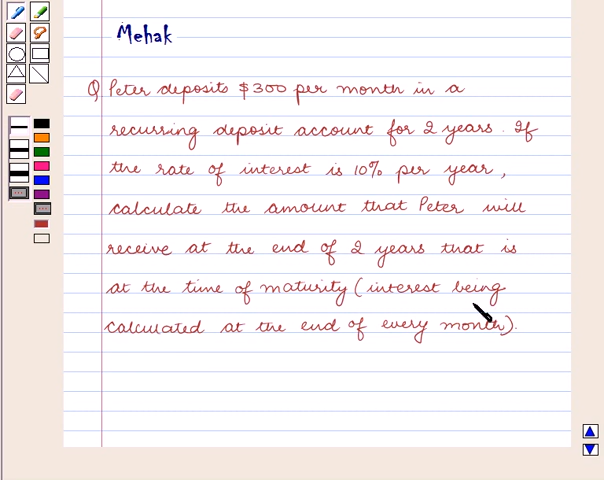 Mehak
Q Peter deposits $300 per month in a
recurring deposit account for 2 years. If
the rate of interest is 10% per year,
calculate the amount that Peter will
receive at the end of 2 years that is
at the time of maturity (interest being
calculated at the end of every month).